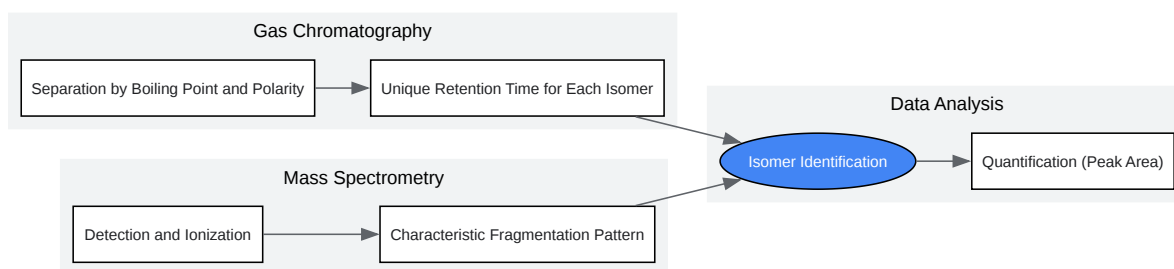 Gas Chromatography
Separation by Boiling Point and Polarity
Unique Retention Time for Each Isomer
Mass Spectrometry
Detection and Ionization
Characteristic Fragmentation Pattern
Data Analysis
Isomer Identification
Quantification (Peak Area)